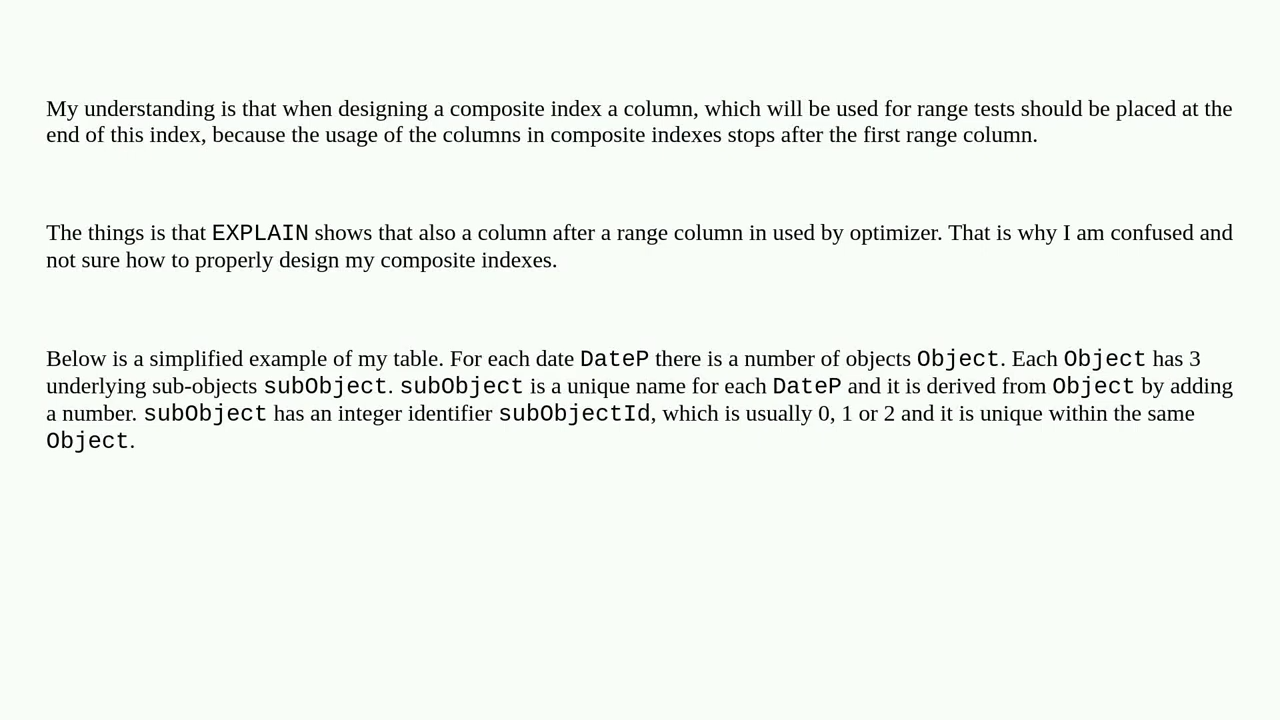 My understanding is that when designing a composite index a column, which will be used for range tests should be placed at the
end of this index, because the usage of the columns in composite indexes stops after the first range column.
The things is that EXPLAIN shows that also a column after a range column in used by optimizer. That is why I am confused and
not sure how to properly design my composite indexes.
Below is a simplified example of my table. For each date DateP there is a number of objects Object. Each Object has 3
underlying sub-objects subObject. subObject is a unique name for each DateP and it is derived from Object by adding
a number. subObject has an integer identifier subObjectId, which is usually 0, 1 or 2 and it is unique within the same
Object.